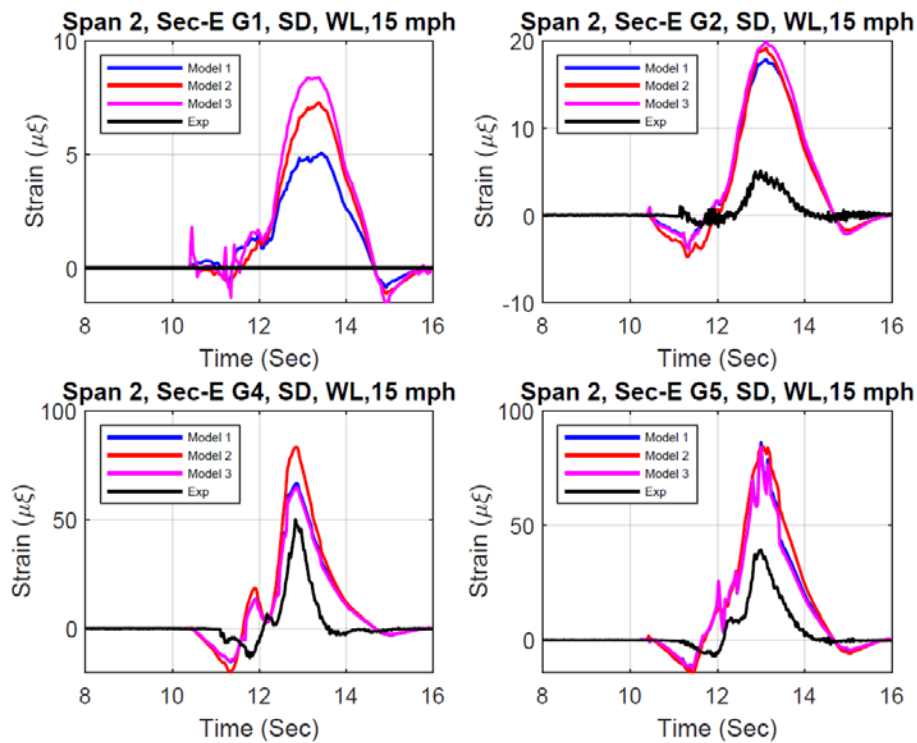 Span 2, Sec-E G1, SD, WL,15 mph
10
5
0
Strain (μξ)
Model 1
Model 2
Model 3
Exp
8 10 12 14 16
Time (Sec)
Span 2, Sec-E G2, SD, WL,15 mph
20
10
0
-10
Strain (μξ)
Model 1
Model 2
Model 3
Exp
8 10 12 14 16
Time (Sec)
Span 2, Sec-E G4, SD, WL,15 mph
100
50
0
Strain (μξ)
Model 1
Model 2
Model 3
Exp
8 10 12 14 16
Time (Sec)
Span 2, Sec-E G5, SD, WL,15 mph
100
50
0
Strain (μξ)
Model 1
Model 2
Model 3
Exp
8 10 12 14 16
Time (Sec)